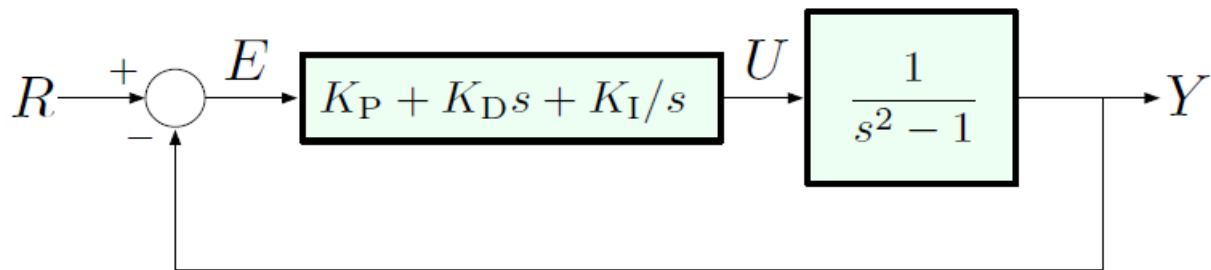 R + − E K_P + K_D s + K_I/s U 1/(s² − 1) Y